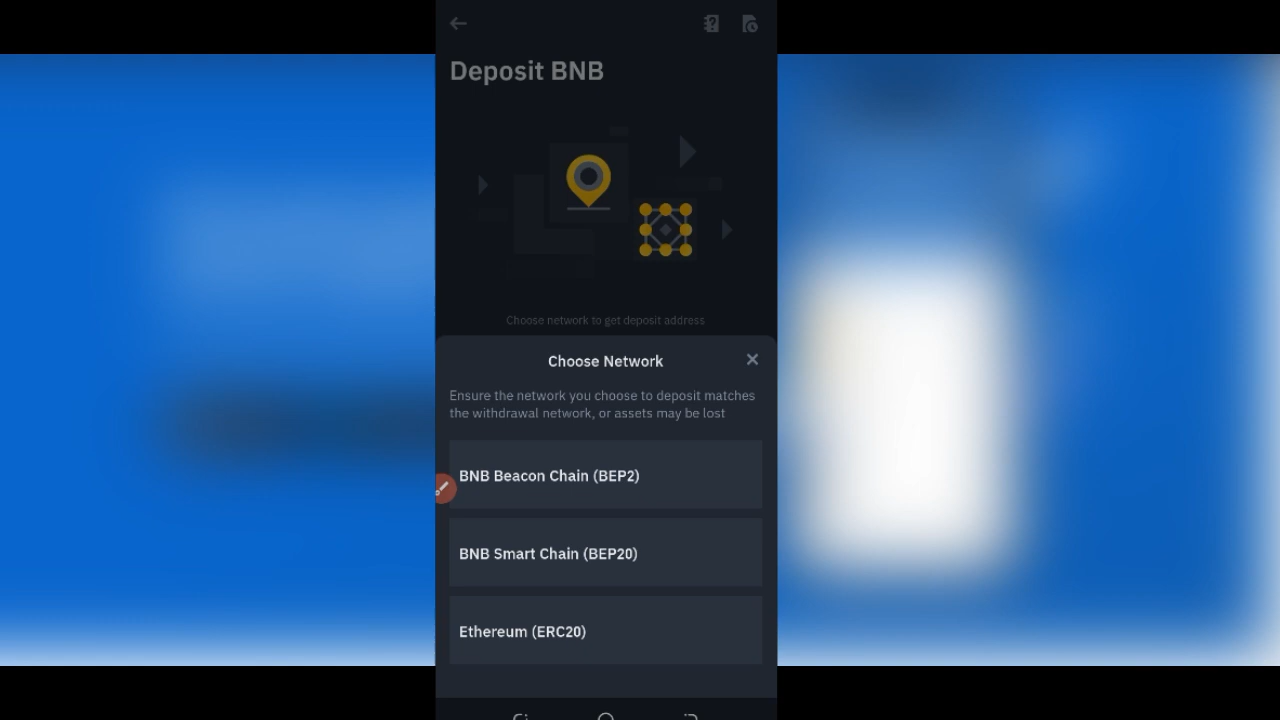 Deposit BNB
Choose network to get deposit address
Choose Network
Ensure the network you choose to deposit matches
the withdrawal network, or assets may be lost
BNB Beacon Chain (BEP2)
BNB Smart Chain (BEP20)
Ethereum (ERC20)